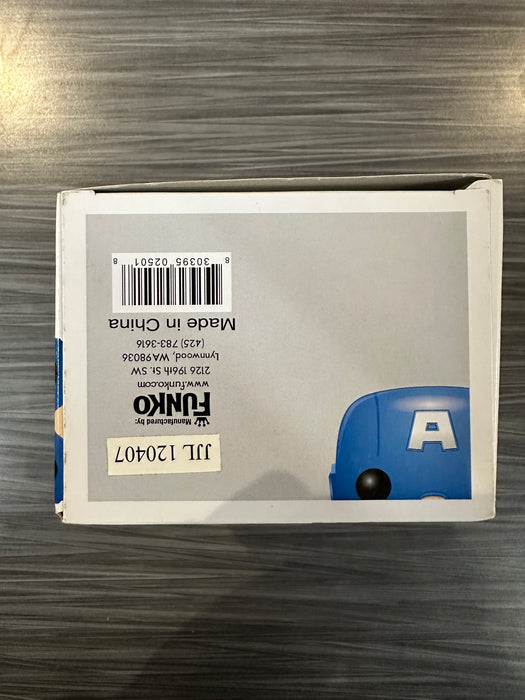 JJL 120407
Manufactured by:
FUNKO
www.funko.com
2126 196th St. SW
Lynnwood, WA 98036
(425) 783-3616
Made in China
8 30395 02501 8
A